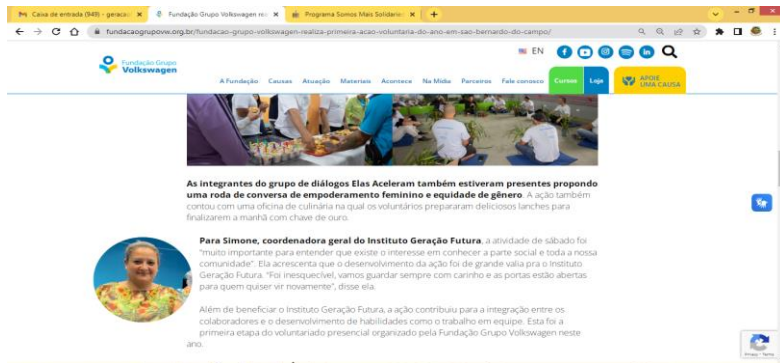 Caixa de entrada (949) - geracao
Fundação Grupo Volkswagen rea
Programa Somos Mais Solidários
fundacaogrupovw.org.br/fundacao-grupo-volkswagen-realiza-primeira-acao-voluntaria-do-ano-em-sao-bernardo-do-campo/
EN
Fundação Grupo
Volkswagen
A Fundação Causas Atuação Materiais Acontece Na Mídia Parceiros Fale conosco Cursos Loja
APOIE
UMA CAUSA
As integrantes do grupo de diálogos Elas Aceleram também estiveram presentes propondo
uma roda de conversa de empoderamento feminino e equidade de gênero. A ação também
contou com uma oficina de culinária na qual os voluntários prepararam deliciosos lanches para
finalizarem a manhã com chave de ouro.
Para Simone, coordenadora geral do Instituto Geração Futura, a atividade de sábado foi
"muito importante para entender que existe o interesse em conhecer a parte social e toda a nossa
comunidade". Ela acrescenta que o desenvolvimento da ação foi de grande valia pra o Instituto
Geração Futura. "Foi inesquecível, vamos guardar sempre com carinho e as portas estão abertas
para quem quiser vir novamente", disse ela.
Além de beneficiar o Instituto Geração Futura, a ação contribuiu para a integração entre os
colaboradores e o desenvolvimento de habilidades como o trabalho em equipe. Esta foi a
primeira etapa do voluntariado presencial organizado pela Fundação Grupo Volkswagen neste
ano.